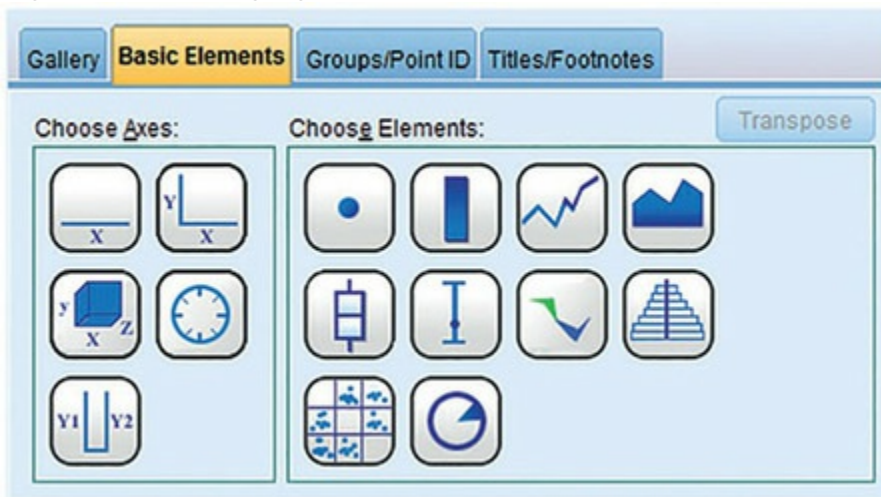 Gallery Basic Elements Groups/Point ID Titles/Footnotes
Choose Axes: Choose Elements: Transpose
X
Y
X
y
X
Z
Y1 Y2